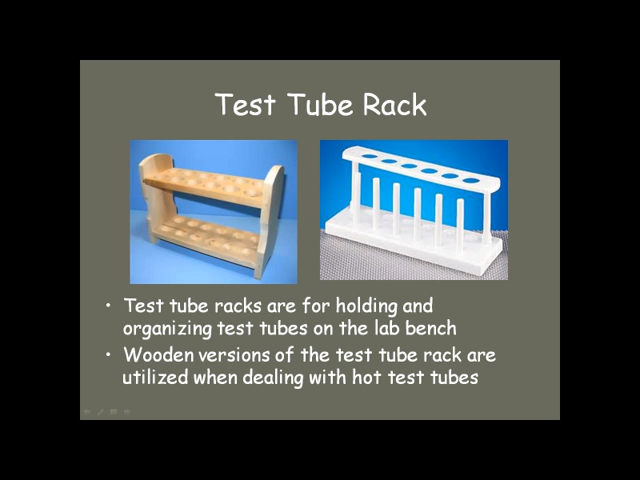 Test Tube Rack
• Test tube racks are for holding and
organizing test tubes on the lab bench
• Wooden versions of the test tube rack are
utilized when dealing with hot test tubes